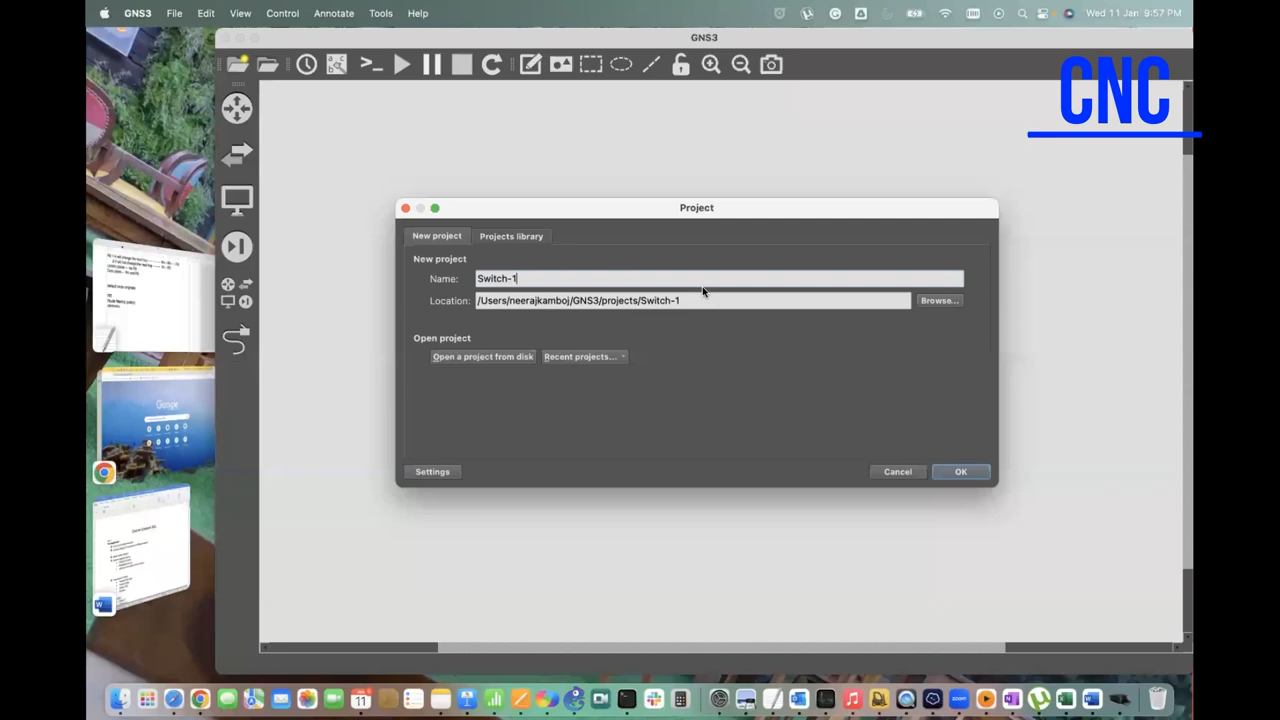 GNS3 File Edit View Control Annotate Tools Help Wed 11 Jan 9:57 PM
GNS3
CNC
Project
New project Projects library
New project
Name: Switch-1
Location: /Users/neerajkamboj/GNS3/projects/Switch-1 Browse...
Open project
Open a project from disk Recent projects...
Settings Cancel OK
Google